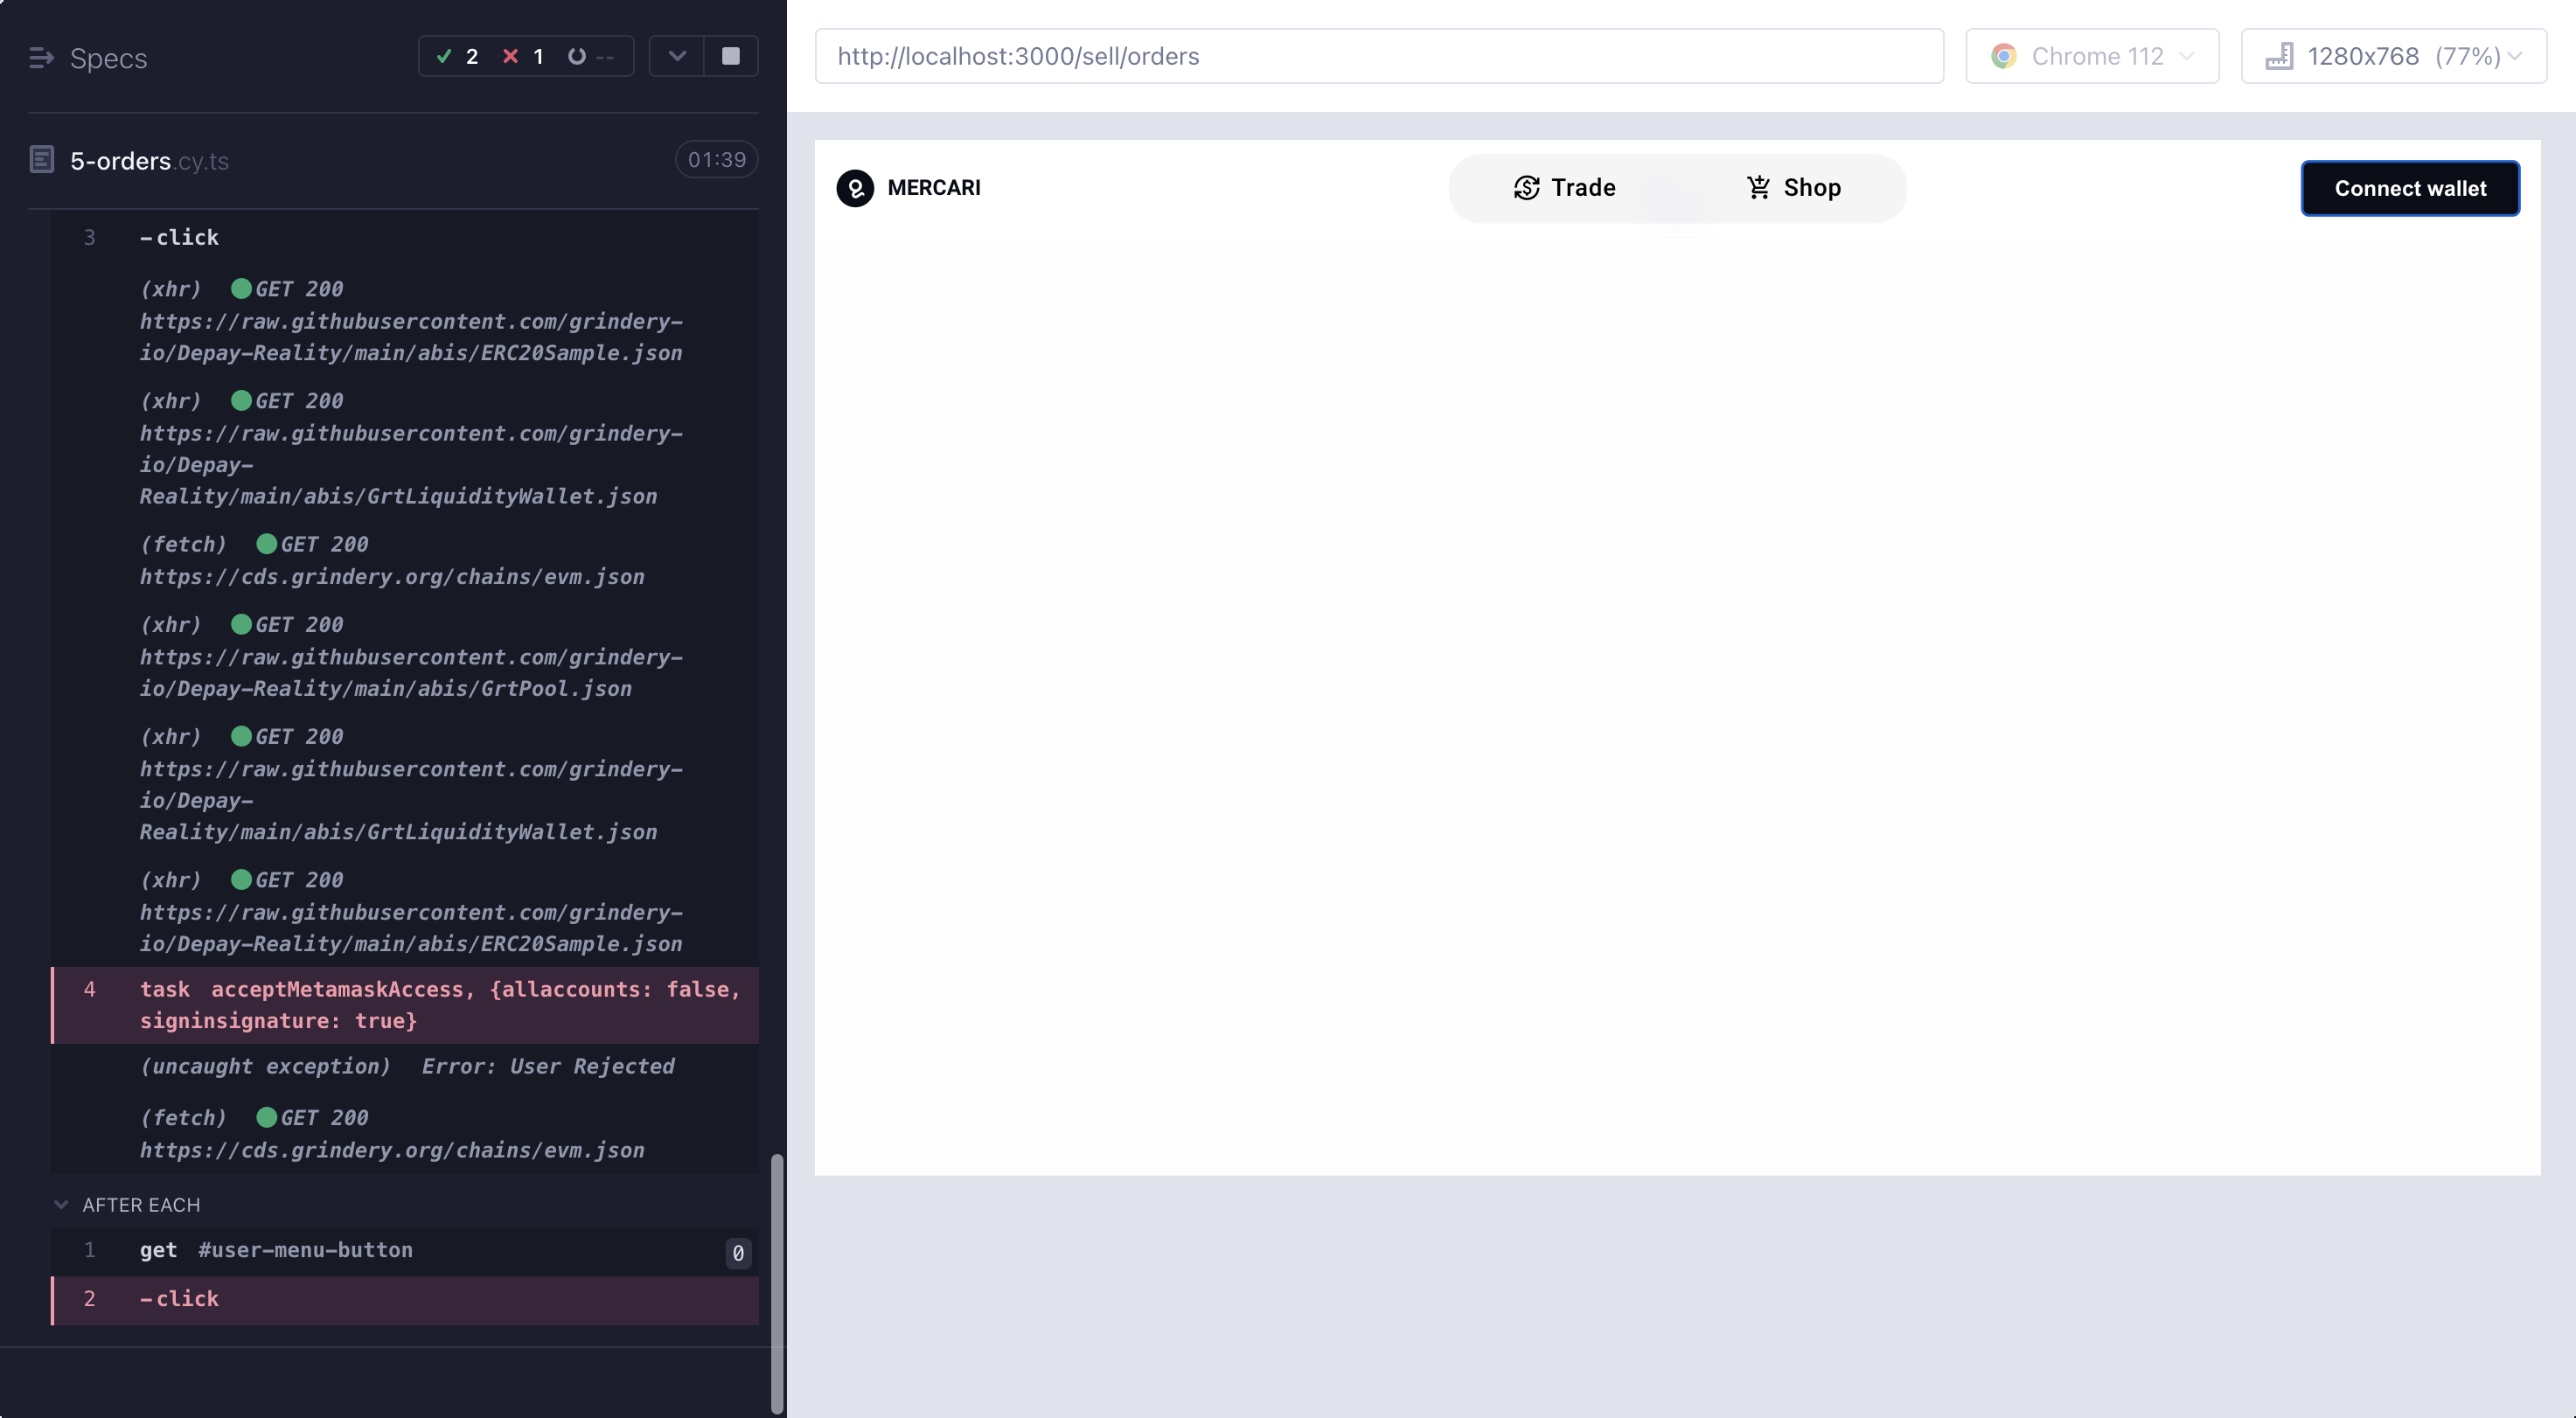 Specs
2
1
--
5-orders.cy.ts
01:39
3 -click
(xhr) GET 200
https://raw.githubusercontent.com/grindery-
io/Depay-Reality/main/abis/ERC20Sample.json
(xhr) GET 200
https://raw.githubusercontent.com/grindery-
io/Depay-
Reality/main/abis/GrtLiquidityWallet.json
(fetch) GET 200
https://cds.grindery.org/chains/evm.json
(xhr) GET 200
https://raw.githubusercontent.com/grindery-
io/Depay-Reality/main/abis/GrtPool.json
(xhr) GET 200
https://raw.githubusercontent.com/grindery-
io/Depay-
Reality/main/abis/GrtLiquidityWallet.json
(xhr) GET 200
https://raw.githubusercontent.com/grindery-
io/Depay-Reality/main/abis/ERC20Sample.json
4 task acceptMetamaskAccess, {allaccounts: false,
signinsignature: true}
(uncaught exception) Error: User Rejected
(fetch) GET 200
https://cds.grindery.org/chains/evm.json
AFTER EACH
1 get #user-menu-button 0
2 -click
http://localhost:3000/sell/orders
Chrome 112
1280x768 (77%)
MERCARI
Trade
Shop
Connect wallet